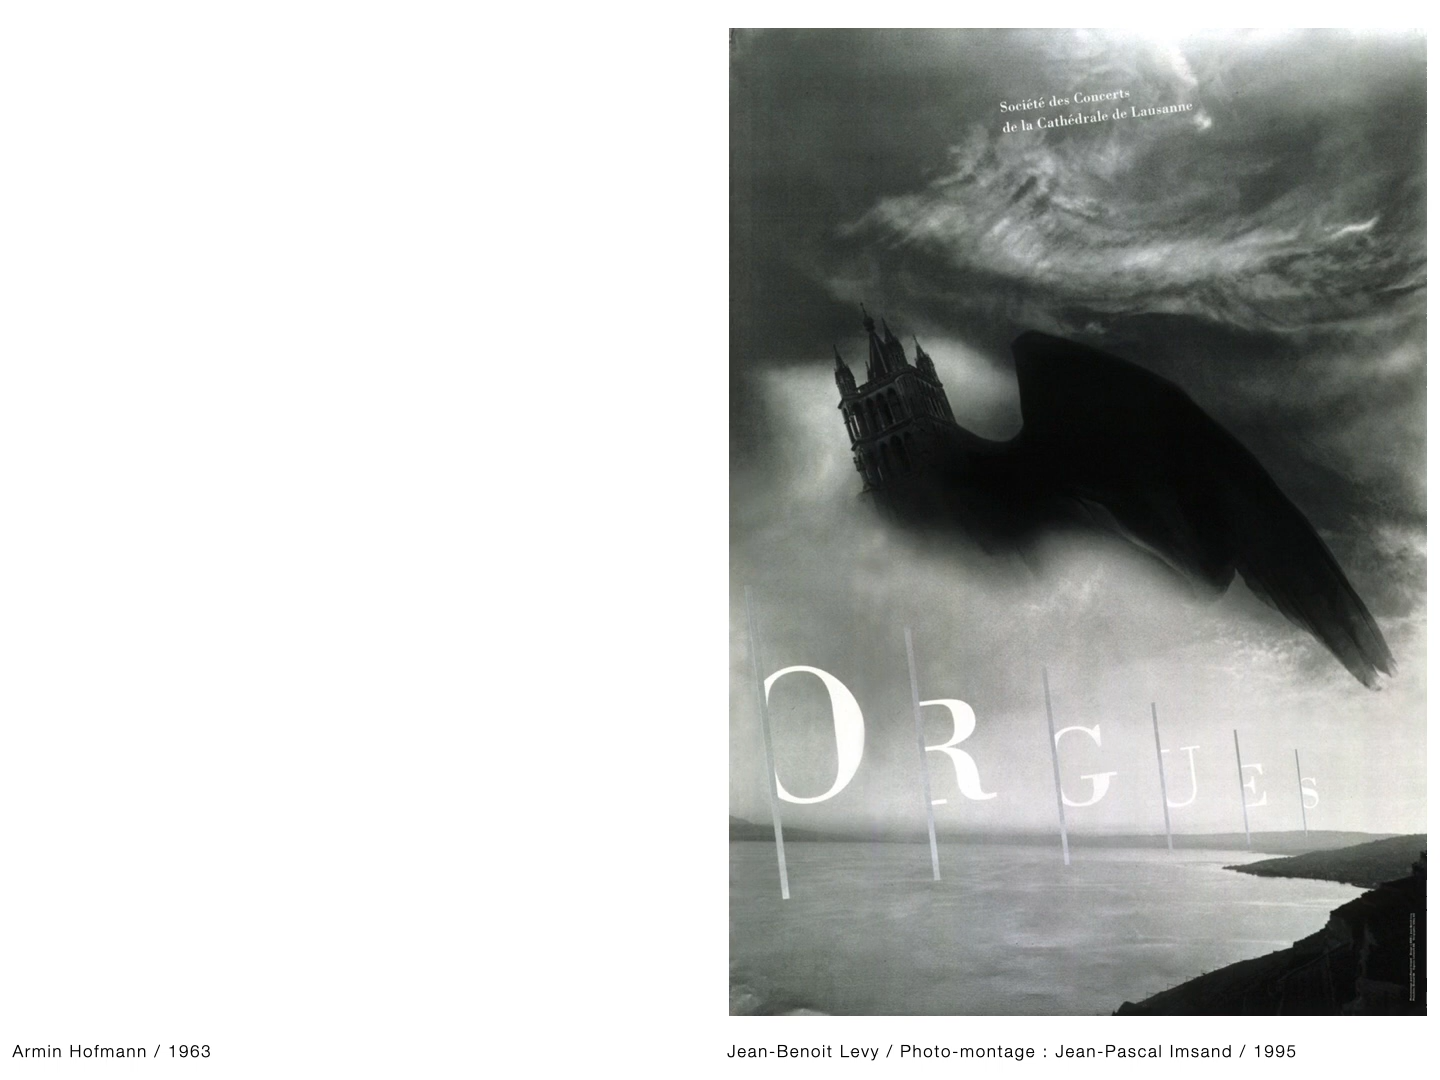 Société des Concerts
de la Cathédrale de Lausanne
ORGUEs
Armin Hofmann / 1963
Jean-Benoit Levy / Photo-montage : Jean-Pascal Imsand / 1995